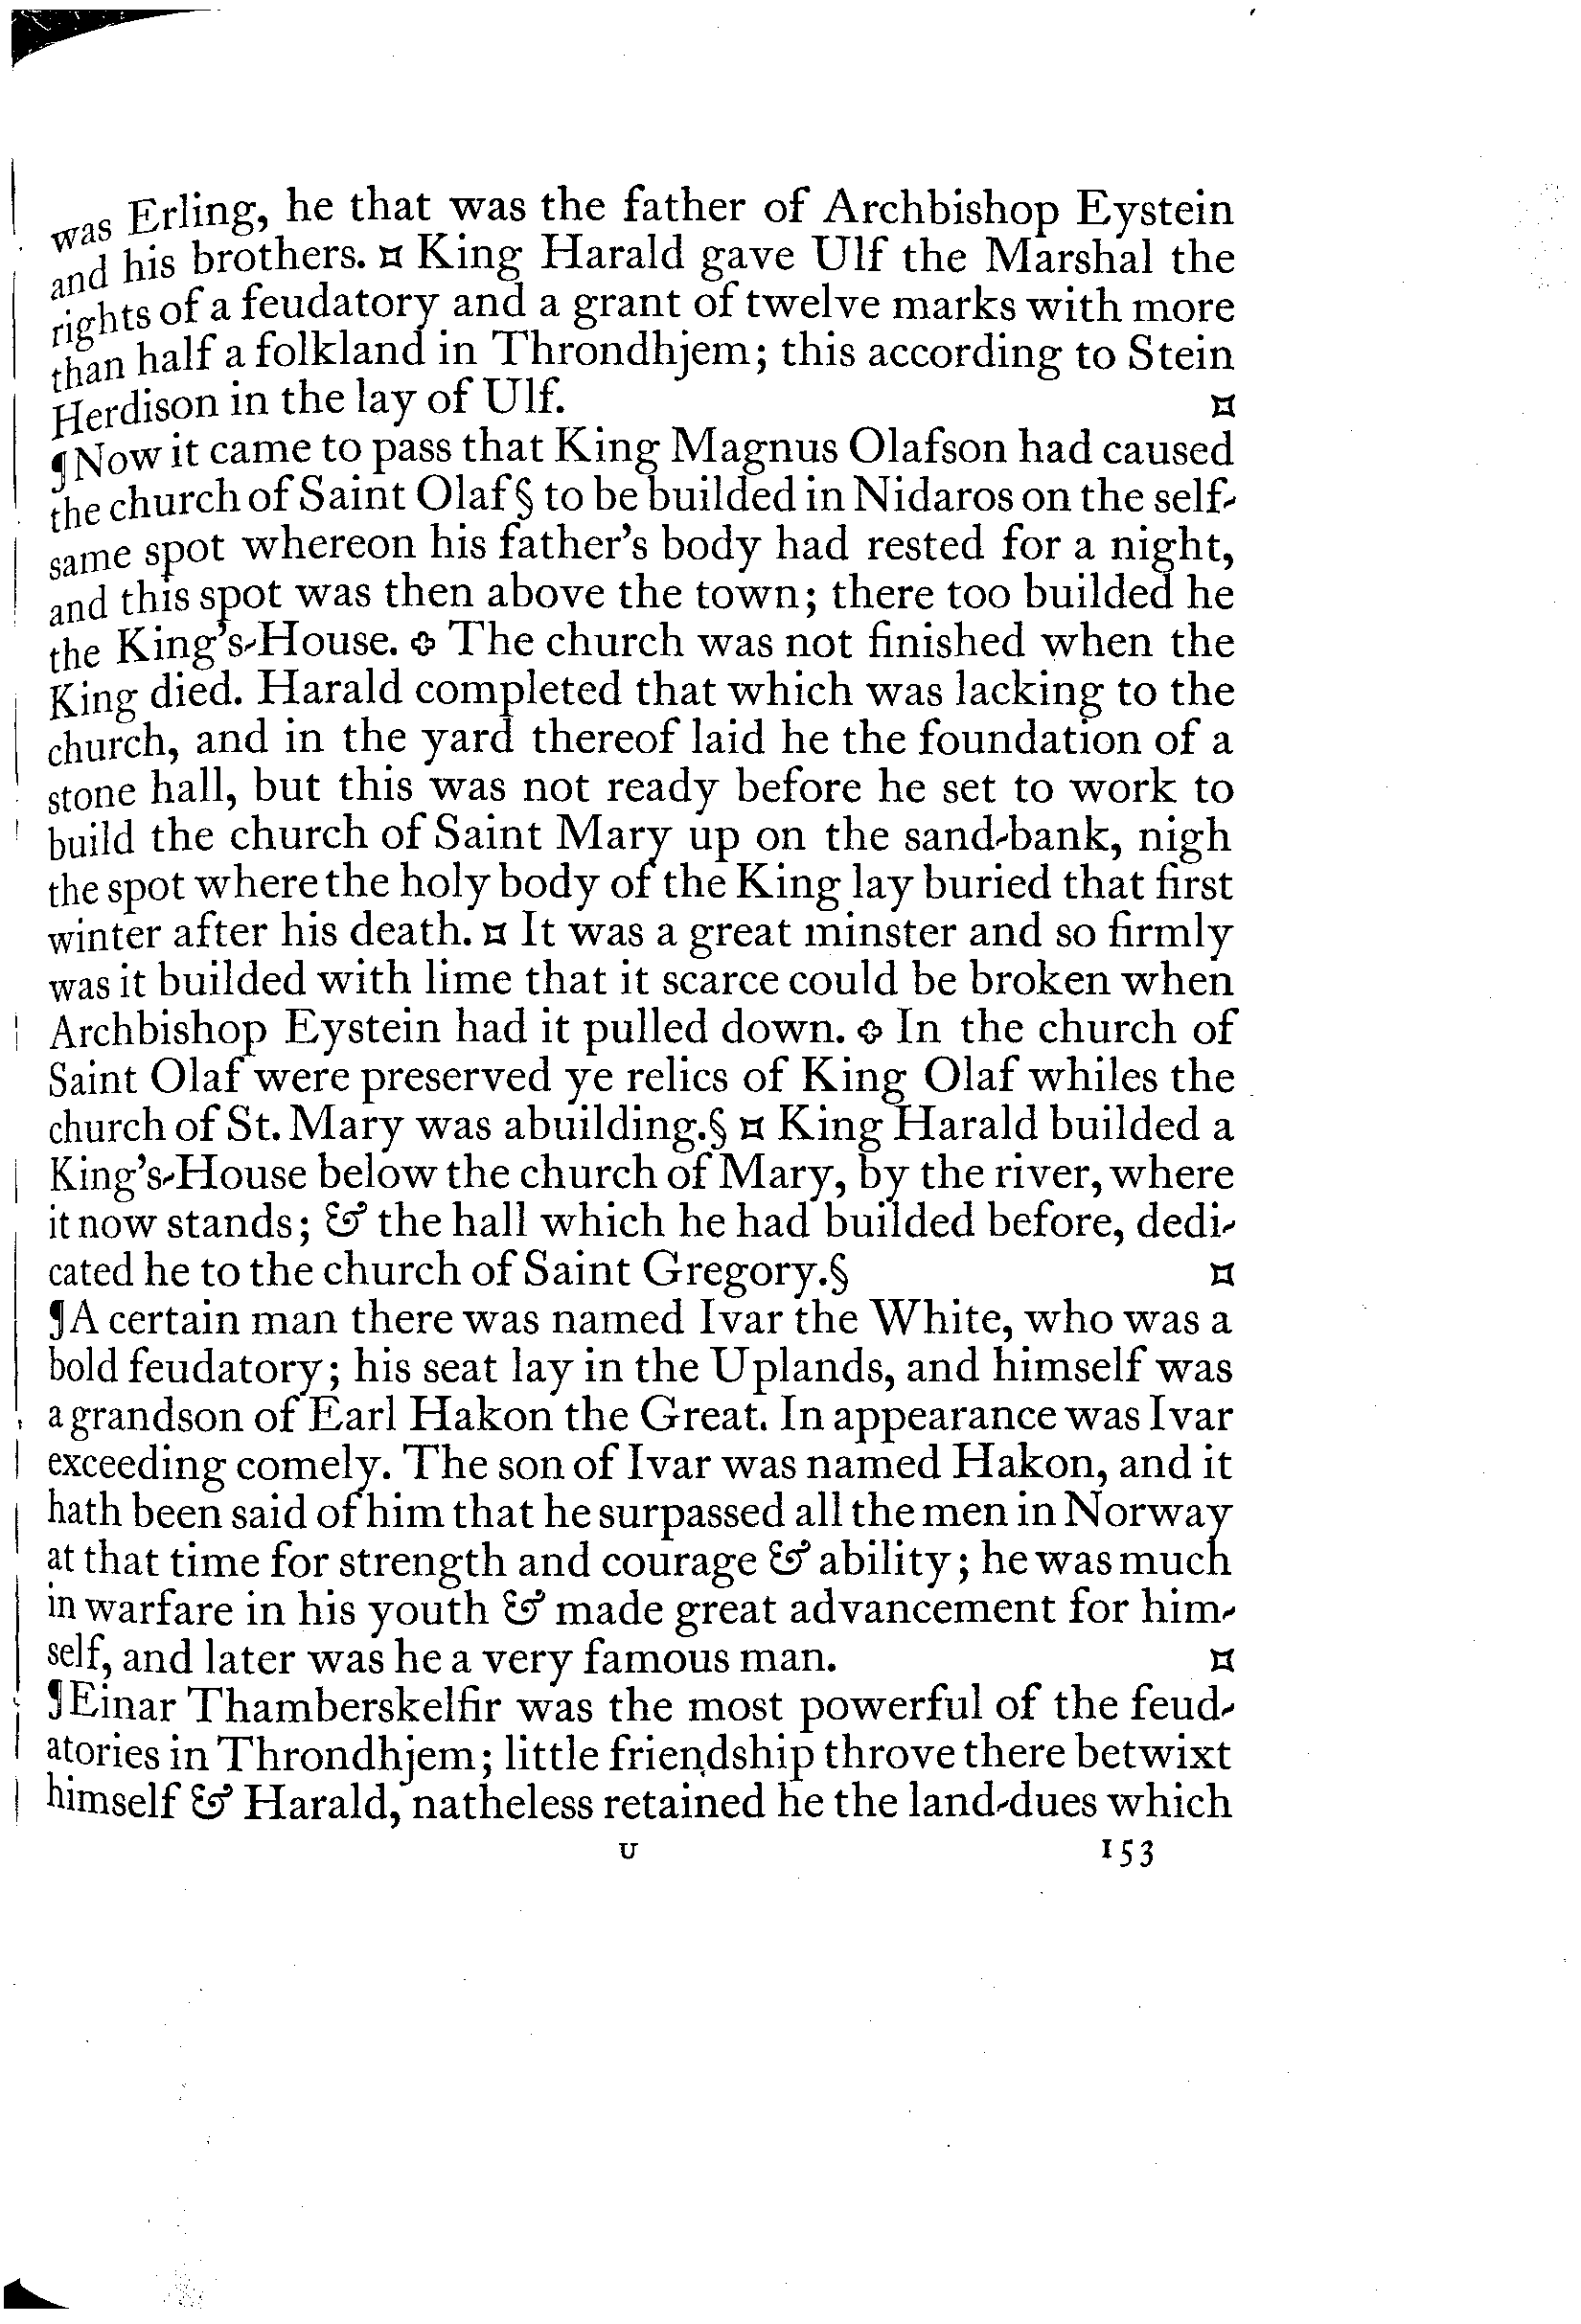 was Erling, he that was the father of Archbishop Eystein
and his brothers. ¤ King Harald gave Ulf the Marshal the
rights of a feudatory and a grant of twelve marks with more
than half a folkland in Throndhjem; this according to Stein
Herdison in the lay of Ulf. ¤
¶Now it came to pass that King Magnus Olafson had caused
the church of Saint Olaf§ to be builded in Nidaros on the self-
same spot whereon his father's body had rested for a night,
and this spot was then above the town; there too builded he
the King's-House. ✥ The church was not finished when the
King died. Harald completed that which was lacking to the
church, and in the yard thereof laid he the foundation of a
stone hall, but this was not ready before he set to work to
build the church of Saint Mary up on the sand-bank, nigh
the spot where the holy body of the King lay buried that first
winter after his death. ¤ It was a great minster and so firmly
was it builded with lime that it scarce could be broken when
Archbishop Eystein had it pulled down. ✥ In the church of
Saint Olaf were preserved ye relics of King Olaf whiles the
church of St. Mary was abuilding.§ ¤ King Harald builded a
King's-House below the church of Mary, by the river, where
it now stands; & the hall which he had builded before, dedi-
cated he to the church of Saint Gregory.§ ¤
¶A certain man there was named Ivar the White, who was a
bold feudatory; his seat lay in the Uplands, and himself was
a grandson of Earl Hakon the Great. In appearance was Ivar
exceeding comely. The son of Ivar was named Hakon, and it
hath been said of him that he surpassed all the men in Norway
at that time for strength and courage & ability; he was much
in warfare in his youth & made great advancement for him-
self, and later was he a very famous man. ¤
¶Einar Thamberskelfir was the most powerful of the feud-
atories in Throndhjem; little friendship throve there betwixt
himself & Harald, natheless retained he the land-dues which
U 153